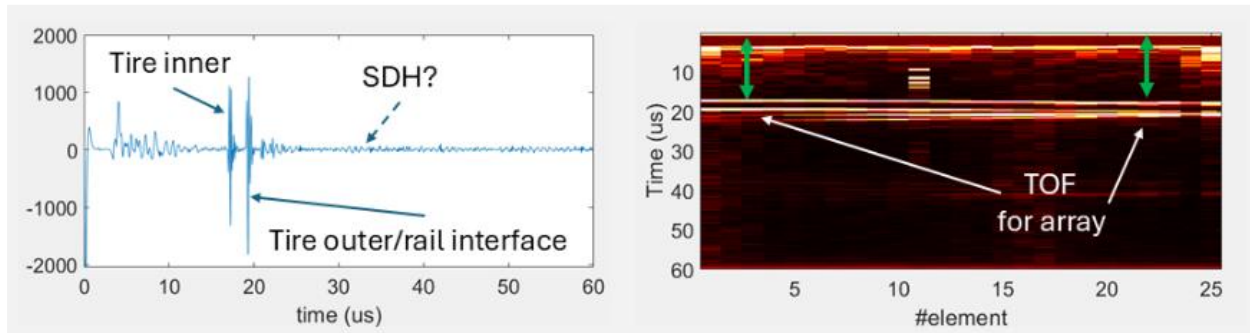 2000
1000
0
-1000
-2000
0
10
20
30
40
50
60
time (us)
Tire inner
SDH?
Tire outer/rail interface
10
20
30
40
50
60
Time (us)
5
10
15
20
25
#element
TOF
for array